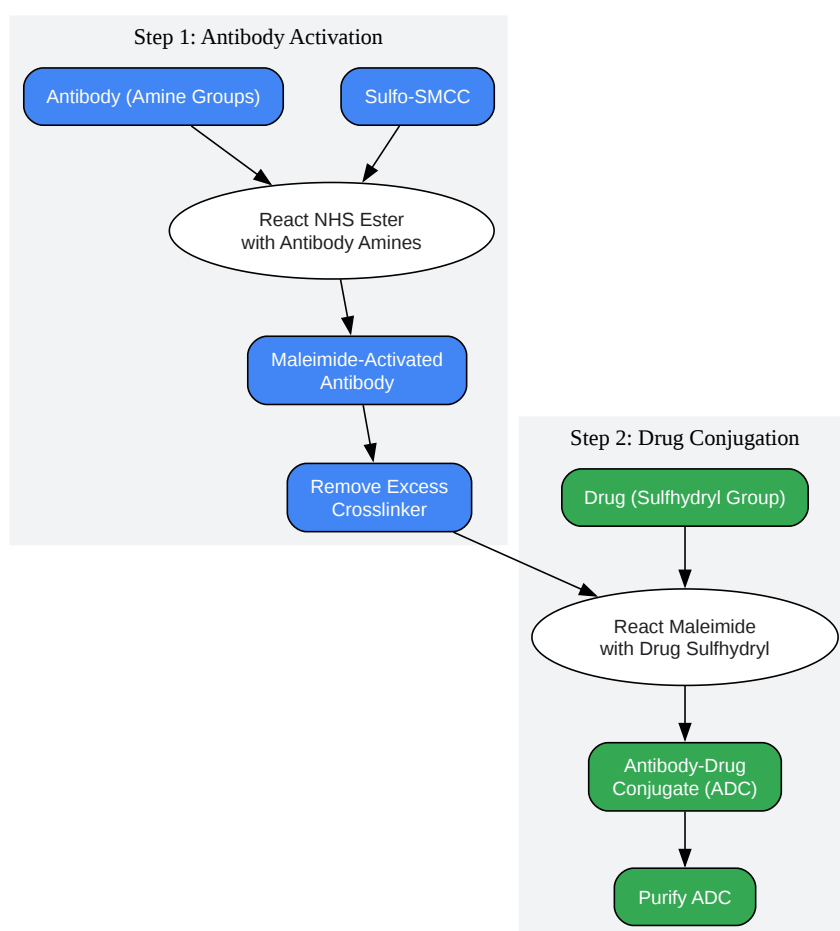 Step 1: Antibody Activation
Antibody (Amine Groups)
Sulfo-SMCC
React NHS Ester
with Antibody Amines
Maleimide-Activated
Antibody
Remove Excess
Crosslinker
Step 2: Drug Conjugation
Drug (Sulfhydryl Group)
React Maleimide
with Drug Sulfhydryl
Antibody-Drug
Conjugate (ADC)
Purify ADC